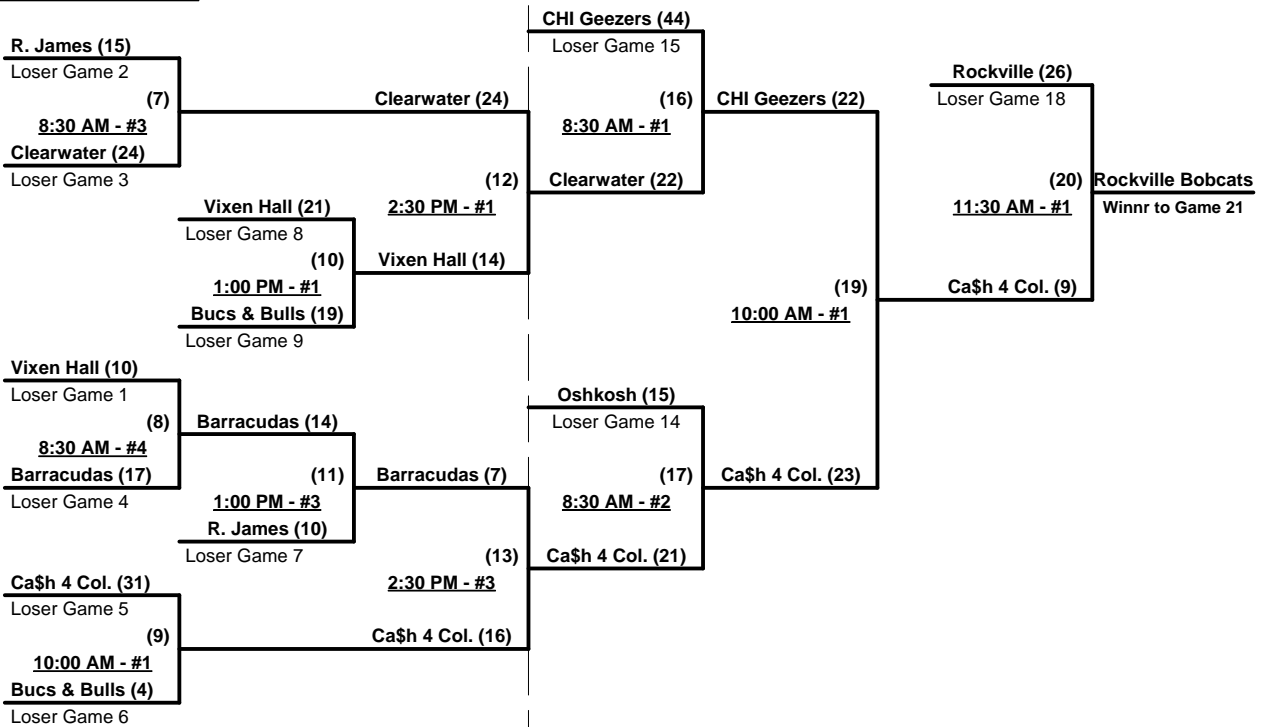 CHI Geezers (44)
Loser Game 15
R. James (15)
Loser Game 2
(7)
8:30 AM - #3
Clearwater (24)
Loser Game 3
Clearwater (24)
(16)
8:30 AM - #1
CHI Geezers (22)
Rockville (26)
Loser Game 18
(12)
2:30 PM - #1
Clearwater (22)
(20)
11:30 AM - #1
Rockville Bobcats
Winnr to Game 21
Vixen Hall (21)
Loser Game 8
(10)
1:00 PM - #1
Bucs & Bulls (19)
Loser Game 9
Vixen Hall (14)
(19)
10:00 AM - #1
Ca$h 4 Col. (9)
Vixen Hall (10)
Loser Game 1
(8)
8:30 AM - #4
Barracudas (17)
Loser Game 4
Barracudas (14)
(11)
1:00 PM - #3
R. James (10)
Loser Game 7
Barracudas (7)
Oshkosh (15)
Loser Game 14
(17)
8:30 AM - #2
Ca$h 4 Col. (23)
(13)
2:30 PM - #3
Ca$h 4 Col. (21)
Ca$h 4 Col. (31)
Loser Game 5
(9)
10:00 AM - #1
Bucs & Bulls (4)
Loser Game 6
Ca$h 4 Col. (16)